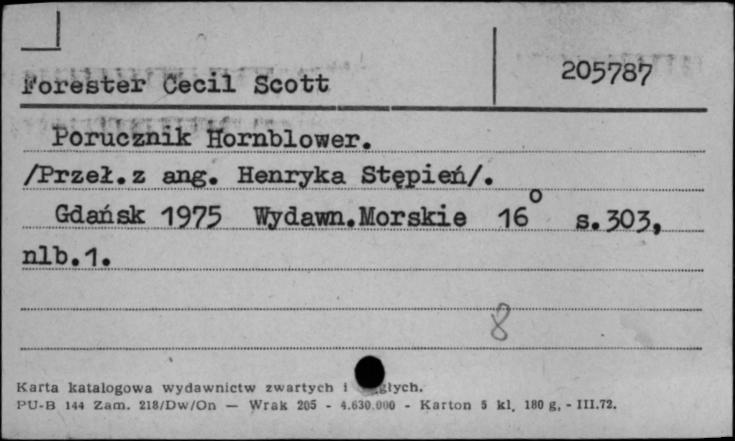 Forester Cecil Scott
205787
Porucznik Hornblower.
/Przeł.z ang. Henryka Stępień/.
Gdańsk 1975 Wydawn.Morskie 16° s.303,
nlb.1.
8
Karta katalogowa wydawnictw zwartych i
PU-B 144 Zam. 218/Dw/On — Wrak 205 - 4.630.000 - Karton 5 kl. 180 g. - III.72.